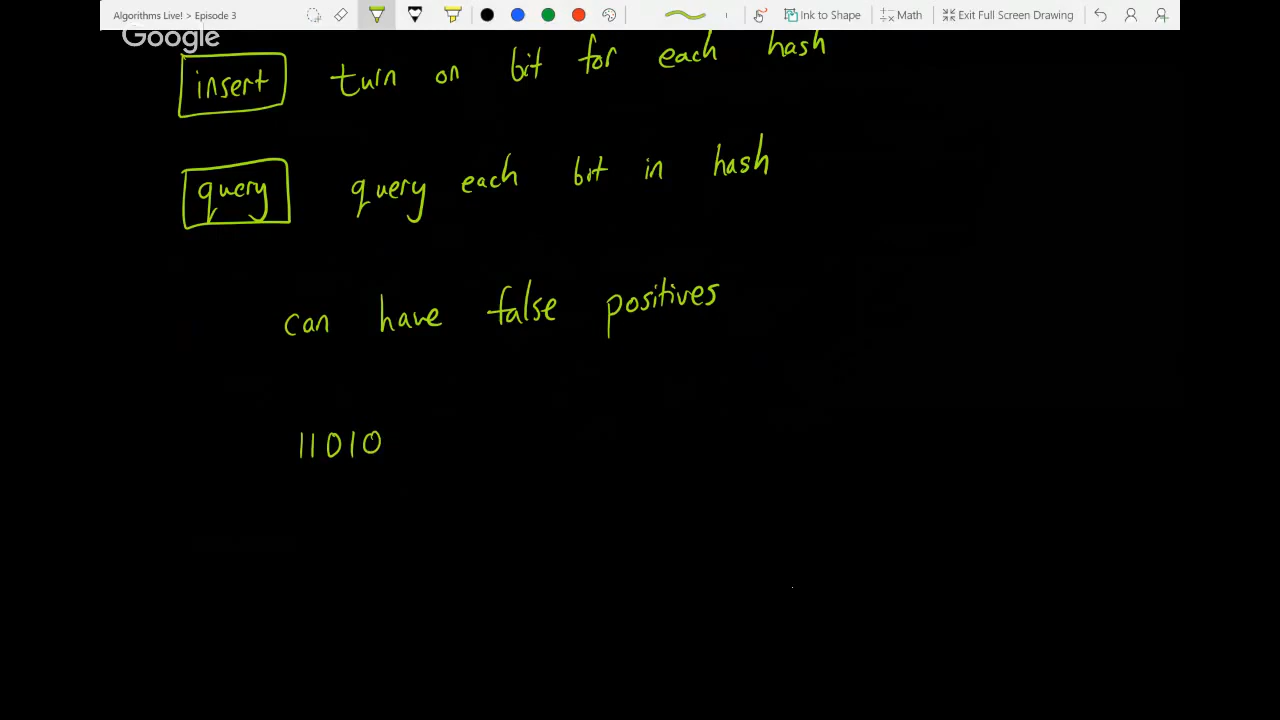 Algorithms Live! > Episode 3
Ink to Shape
Math
Exit Full Screen Drawing
Google
insert turn on bit for each hash
query query each bit in hash
can have false positives
11010